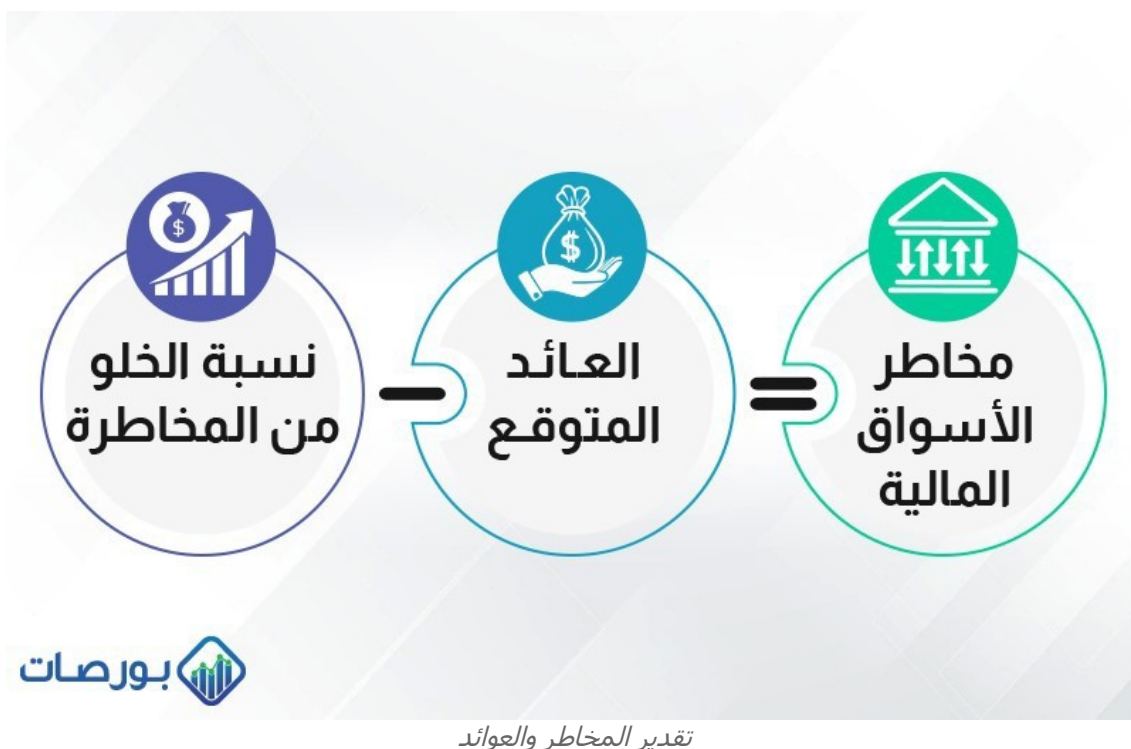 مخاطر
الأسواق
المالية
=
العائد
المتوقع
-
نسبة الخلو
من المخاطرة
$
$
بورصات
تقدير المخاطر والعوائد